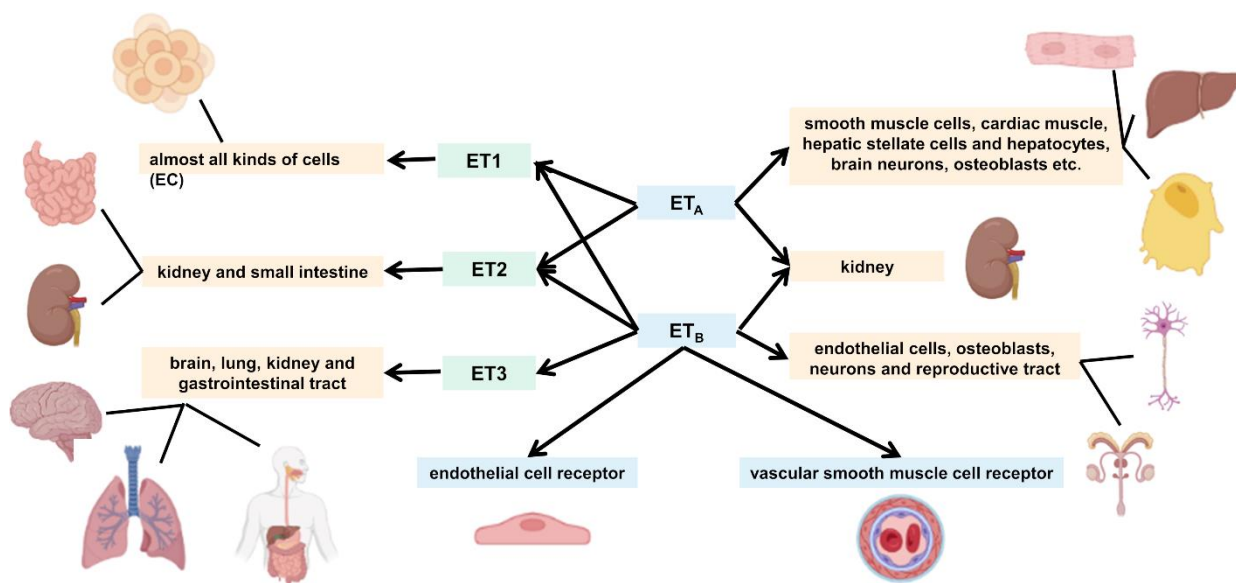 almost all kinds of cells
(EC)
ET1
smooth muscle cells, cardiac muscle,
hepatic stellate cells and hepatocytes,
brain neurons, osteoblasts etc.
ETA
kidney and small intestine
ET2
kidney
ETB
brain, lung, kidney and
gastrointestinal tract
ET3
endothelial cells, osteoblasts,
neurons and reproductive tract
endothelial cell receptor
vascular smooth muscle cell receptor